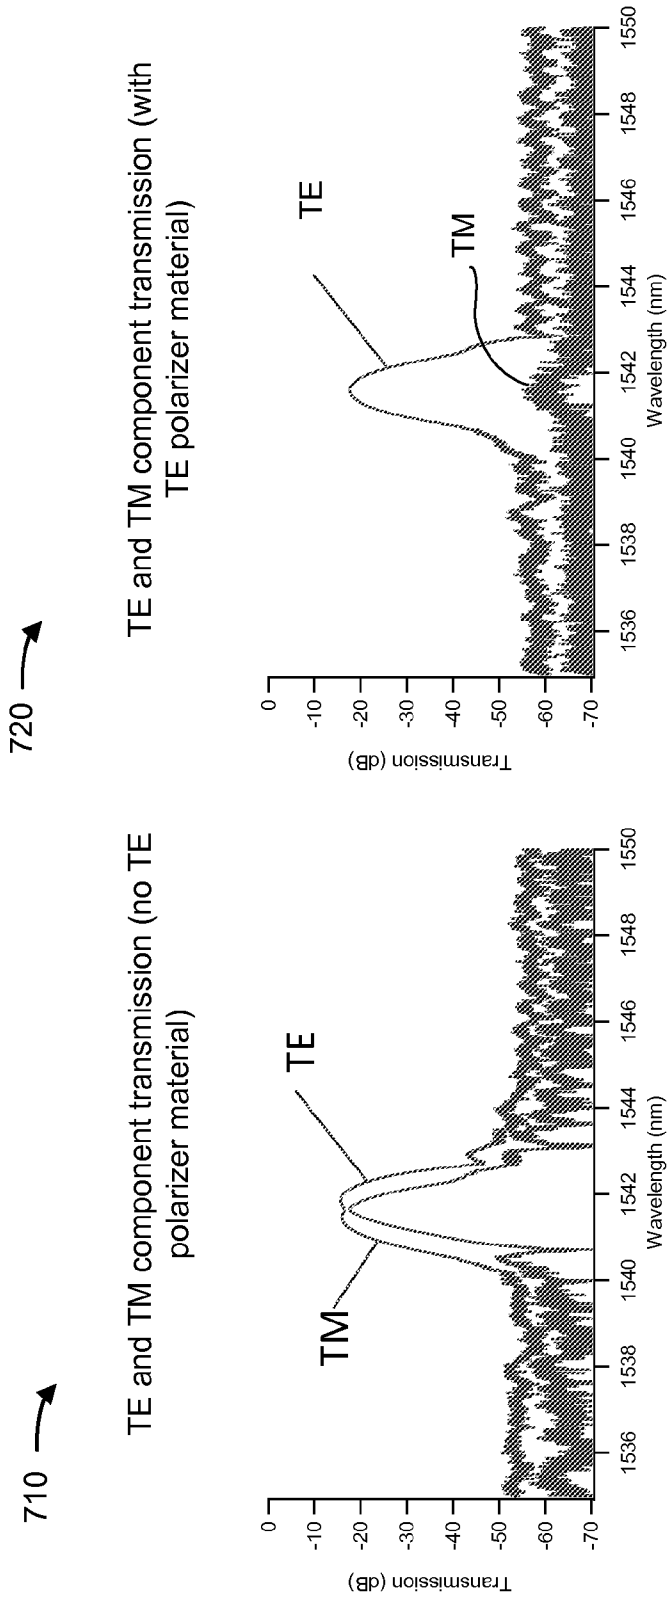 710
TE and TM component transmission (no TE
polarizer material)
Transmission (dB)
0
-10
-20
-30
-40
-50
-60
-70
TM
TE
1536
1538
1540
1542
1544
1546
1548
1550
Wavelength (nm)
720
TE and TM component transmission (with
TE polarizer material)
Transmission (dB)
0
-10
-20
-30
-40
-50
-60
-70
TE
TM
1536
1538
1540
1542
1544
1546
1548
1550
Wavelength (nm)